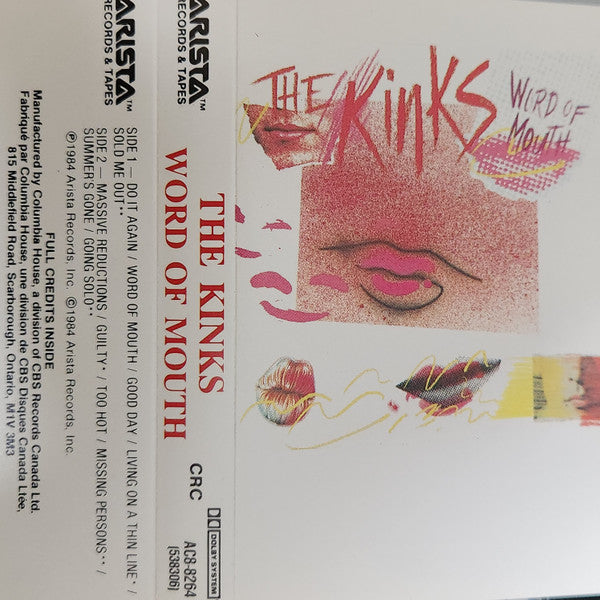 THE KINKS
WORD OF
MOUTH
ARISTA™
RECORDS & TAPES
THE KINKS
WORD OF MOUTH
CRC
DOLBY SYSTEM
AC8-8264
[538306]
ARISTA™
RECORDS & TAPES
SIDE 1 — DO IT AGAIN / WORD OF MOUTH / GOOD DAY / LIVING ON A THIN LINE* /
SOLD ME OUT**
SIDE 2 — MASSIVE REDUCTIONS / GUILTY* / TOO HOT / MISSING PERSONS** /
SUMMER'S GONE / GOING SOLO**
℗1984 Arista Records, Inc. ©1984 Arista Records, Inc.
FULL CREDITS INSIDE
Manufactured by Columbia House, a division of CBS Records Canada Ltd.
Fabriqué par Columbia House, une division de CBS Disques Canada Ltée,
815 Middlefield Road, Scarborough, Ontario, M1V 3M3